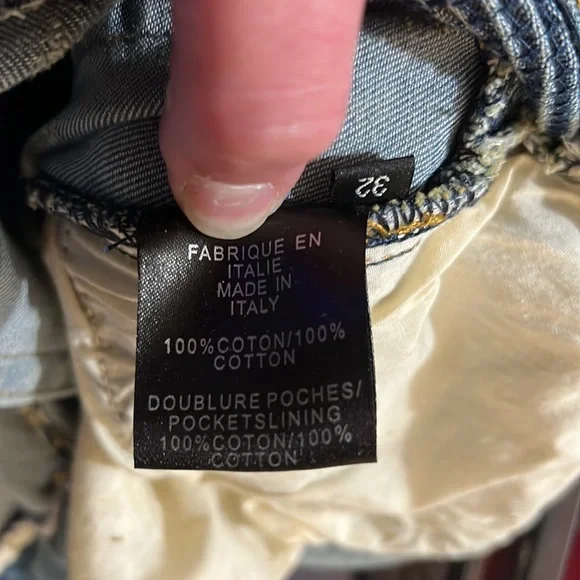 32
FABRIQUE EN
ITALIE
MADE IN
ITALY
100%COTON/100%
COTTON
DOUBLURE POCHES/
POCKETSLINING
100%COTON/100%
COTTON